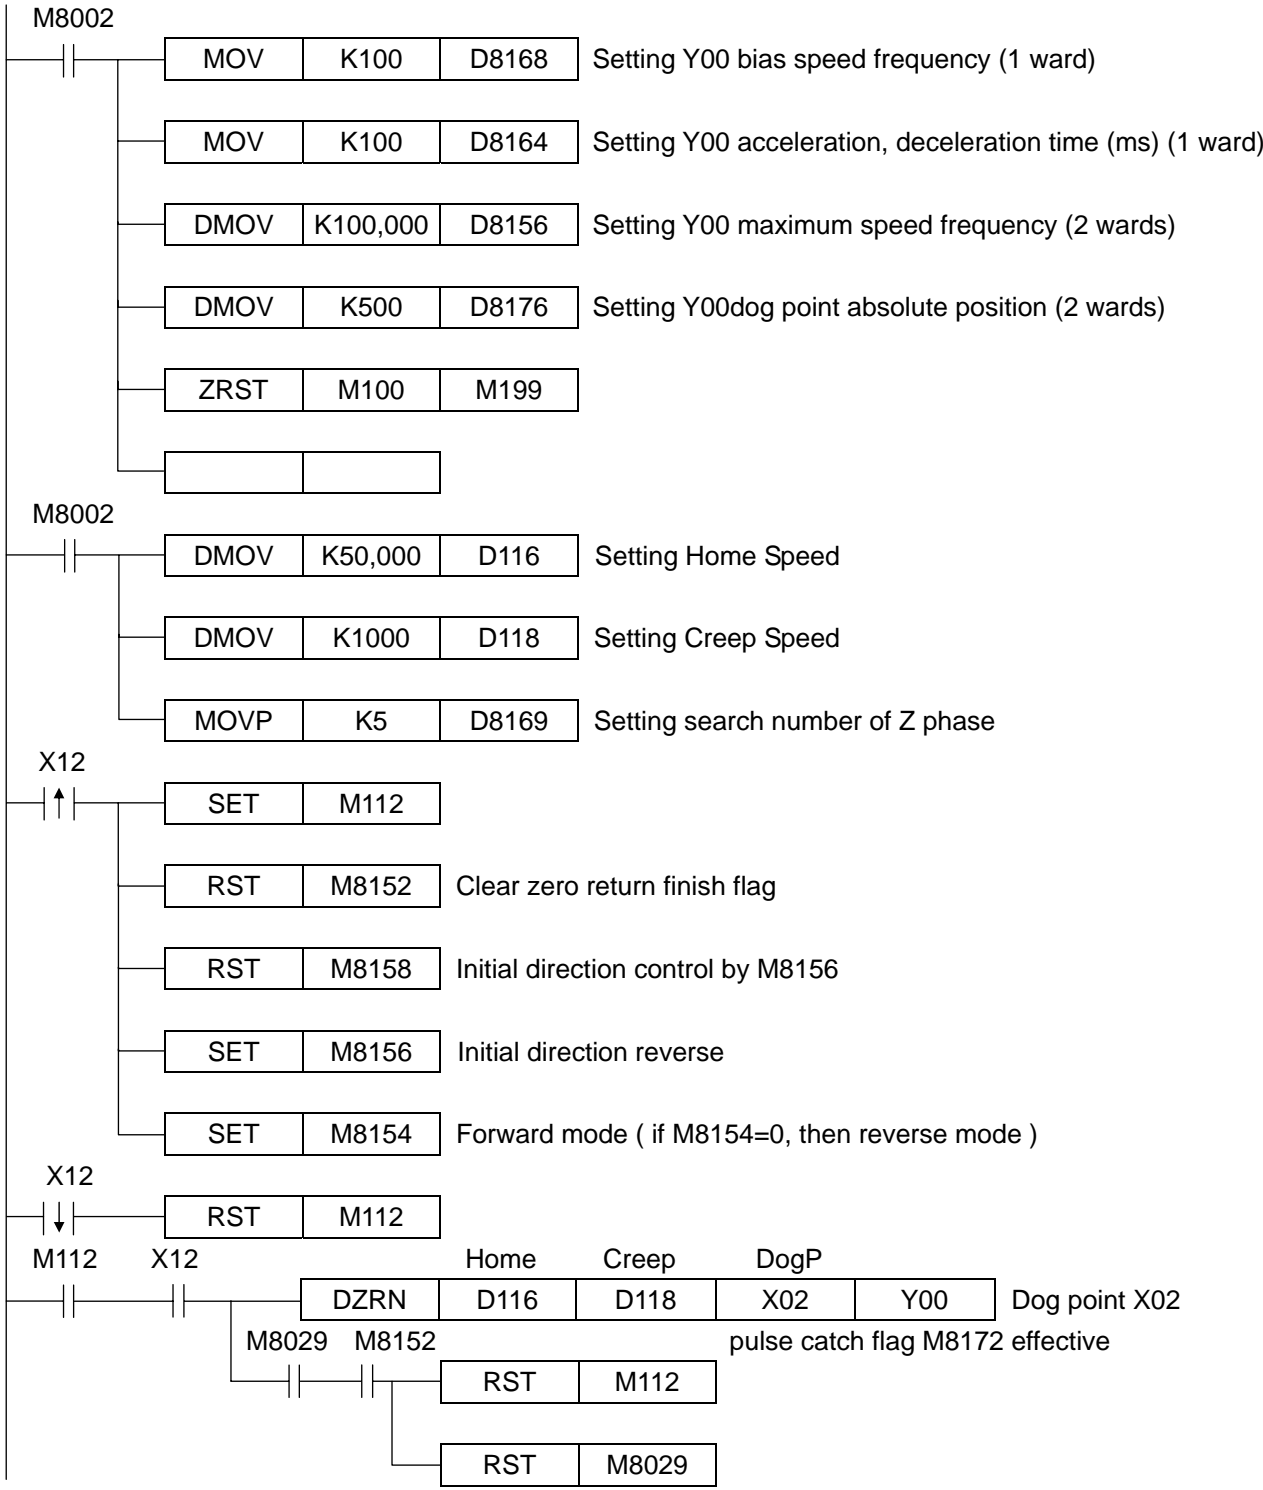 M8002
MOV K100 D8168 Setting Y00 bias speed frequency (1 ward)
MOV K100 D8164 Setting Y00 acceleration, deceleration time (ms) (1 ward)
DMOV K100,000 D8156 Setting Y00 maximum speed frequency (2 wards)
DMOV K500 D8176 Setting Y00dog point absolute position (2 wards)
ZRST M100 M199
M8002
DMOV K50,000 D116 Setting Home Speed
DMOV K1000 D118 Setting Creep Speed
MOVP K5 D8169 Setting search number of Z phase
X12
SET M112
RST M8152 Clear zero return finish flag
RST M8158 Initial direction control by M8156
SET M8156 Initial direction reverse
SET M8154 Forward mode ( if M8154=0, then reverse mode )
X12
RST M112
M112 X12 Home Creep DogP
DZRN D116 D118 X02 Y00 Dog point X02
M8029 M8152 pulse catch flag M8172 effective
RST M112
RST M8029